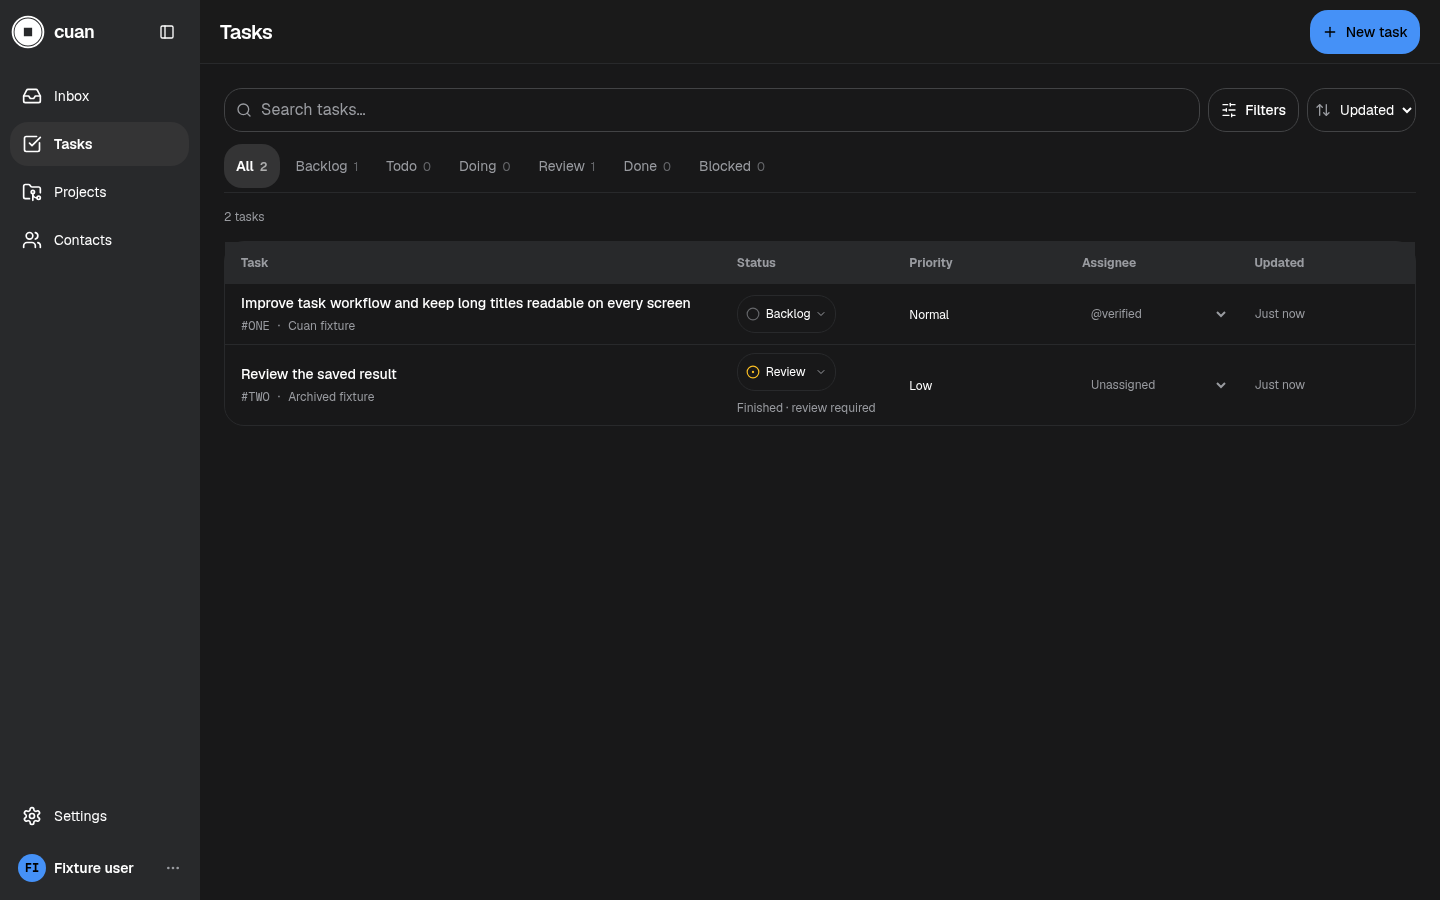 cuan
Tasks
New task
Inbox
Tasks
Projects
Contacts
Search tasks...
Filters
Updated
All 2
Backlog 1
Todo 0
Doing 0
Review 1
Done 0
Blocked 0
2 tasks
Task Status Priority Assignee Updated
Improve task workflow and keep long titles readable on every screen
#ONE · Cuan fixture
Backlog
Normal
@verified
Just now
Review the saved result
#TWO · Archived fixture
Review
Finished · review required
Low
Unassigned
Just now
Settings
FI Fixture user